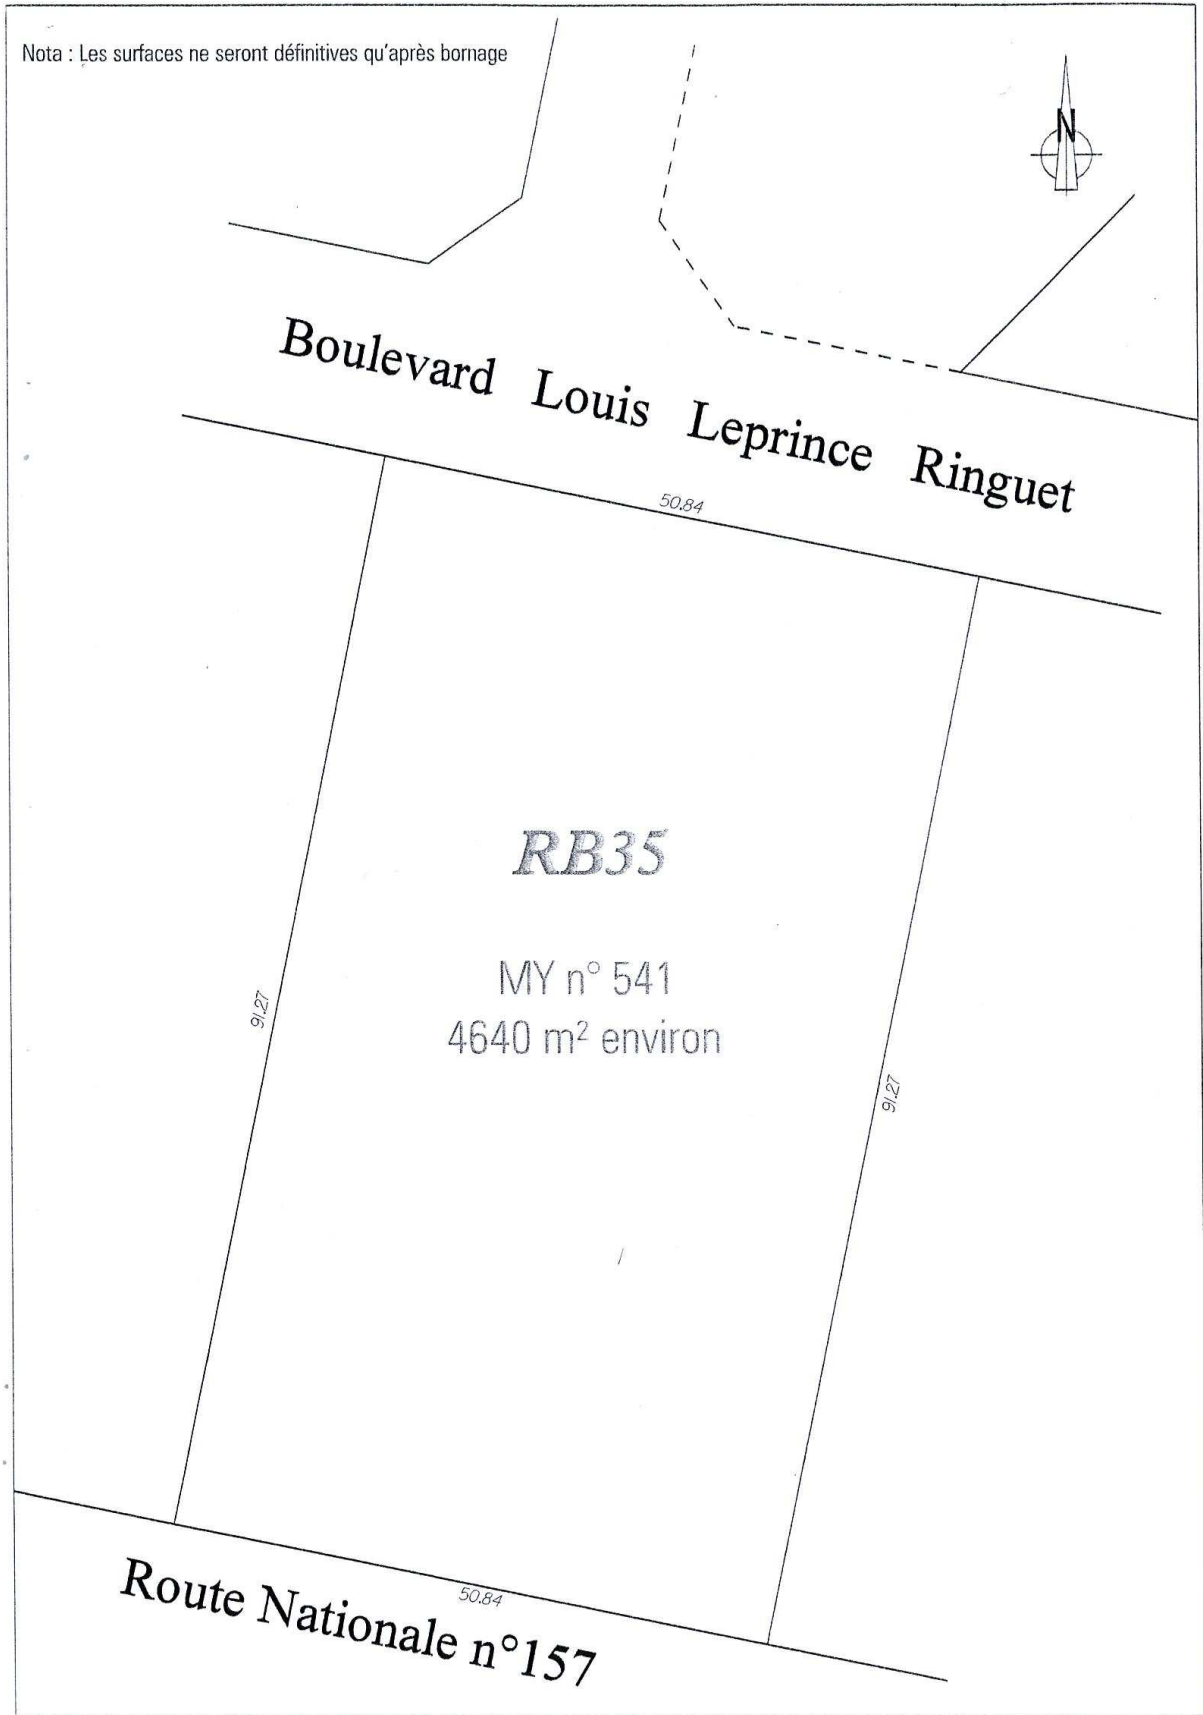 Nota : Les surfaces ne seront définitives qu'après bornage
N
Boulevard Louis Leprince Ringuet
50.84
RB35
MY n° 541
4640 m² environ
91.27
91.27
50.84
Route Nationale n°157